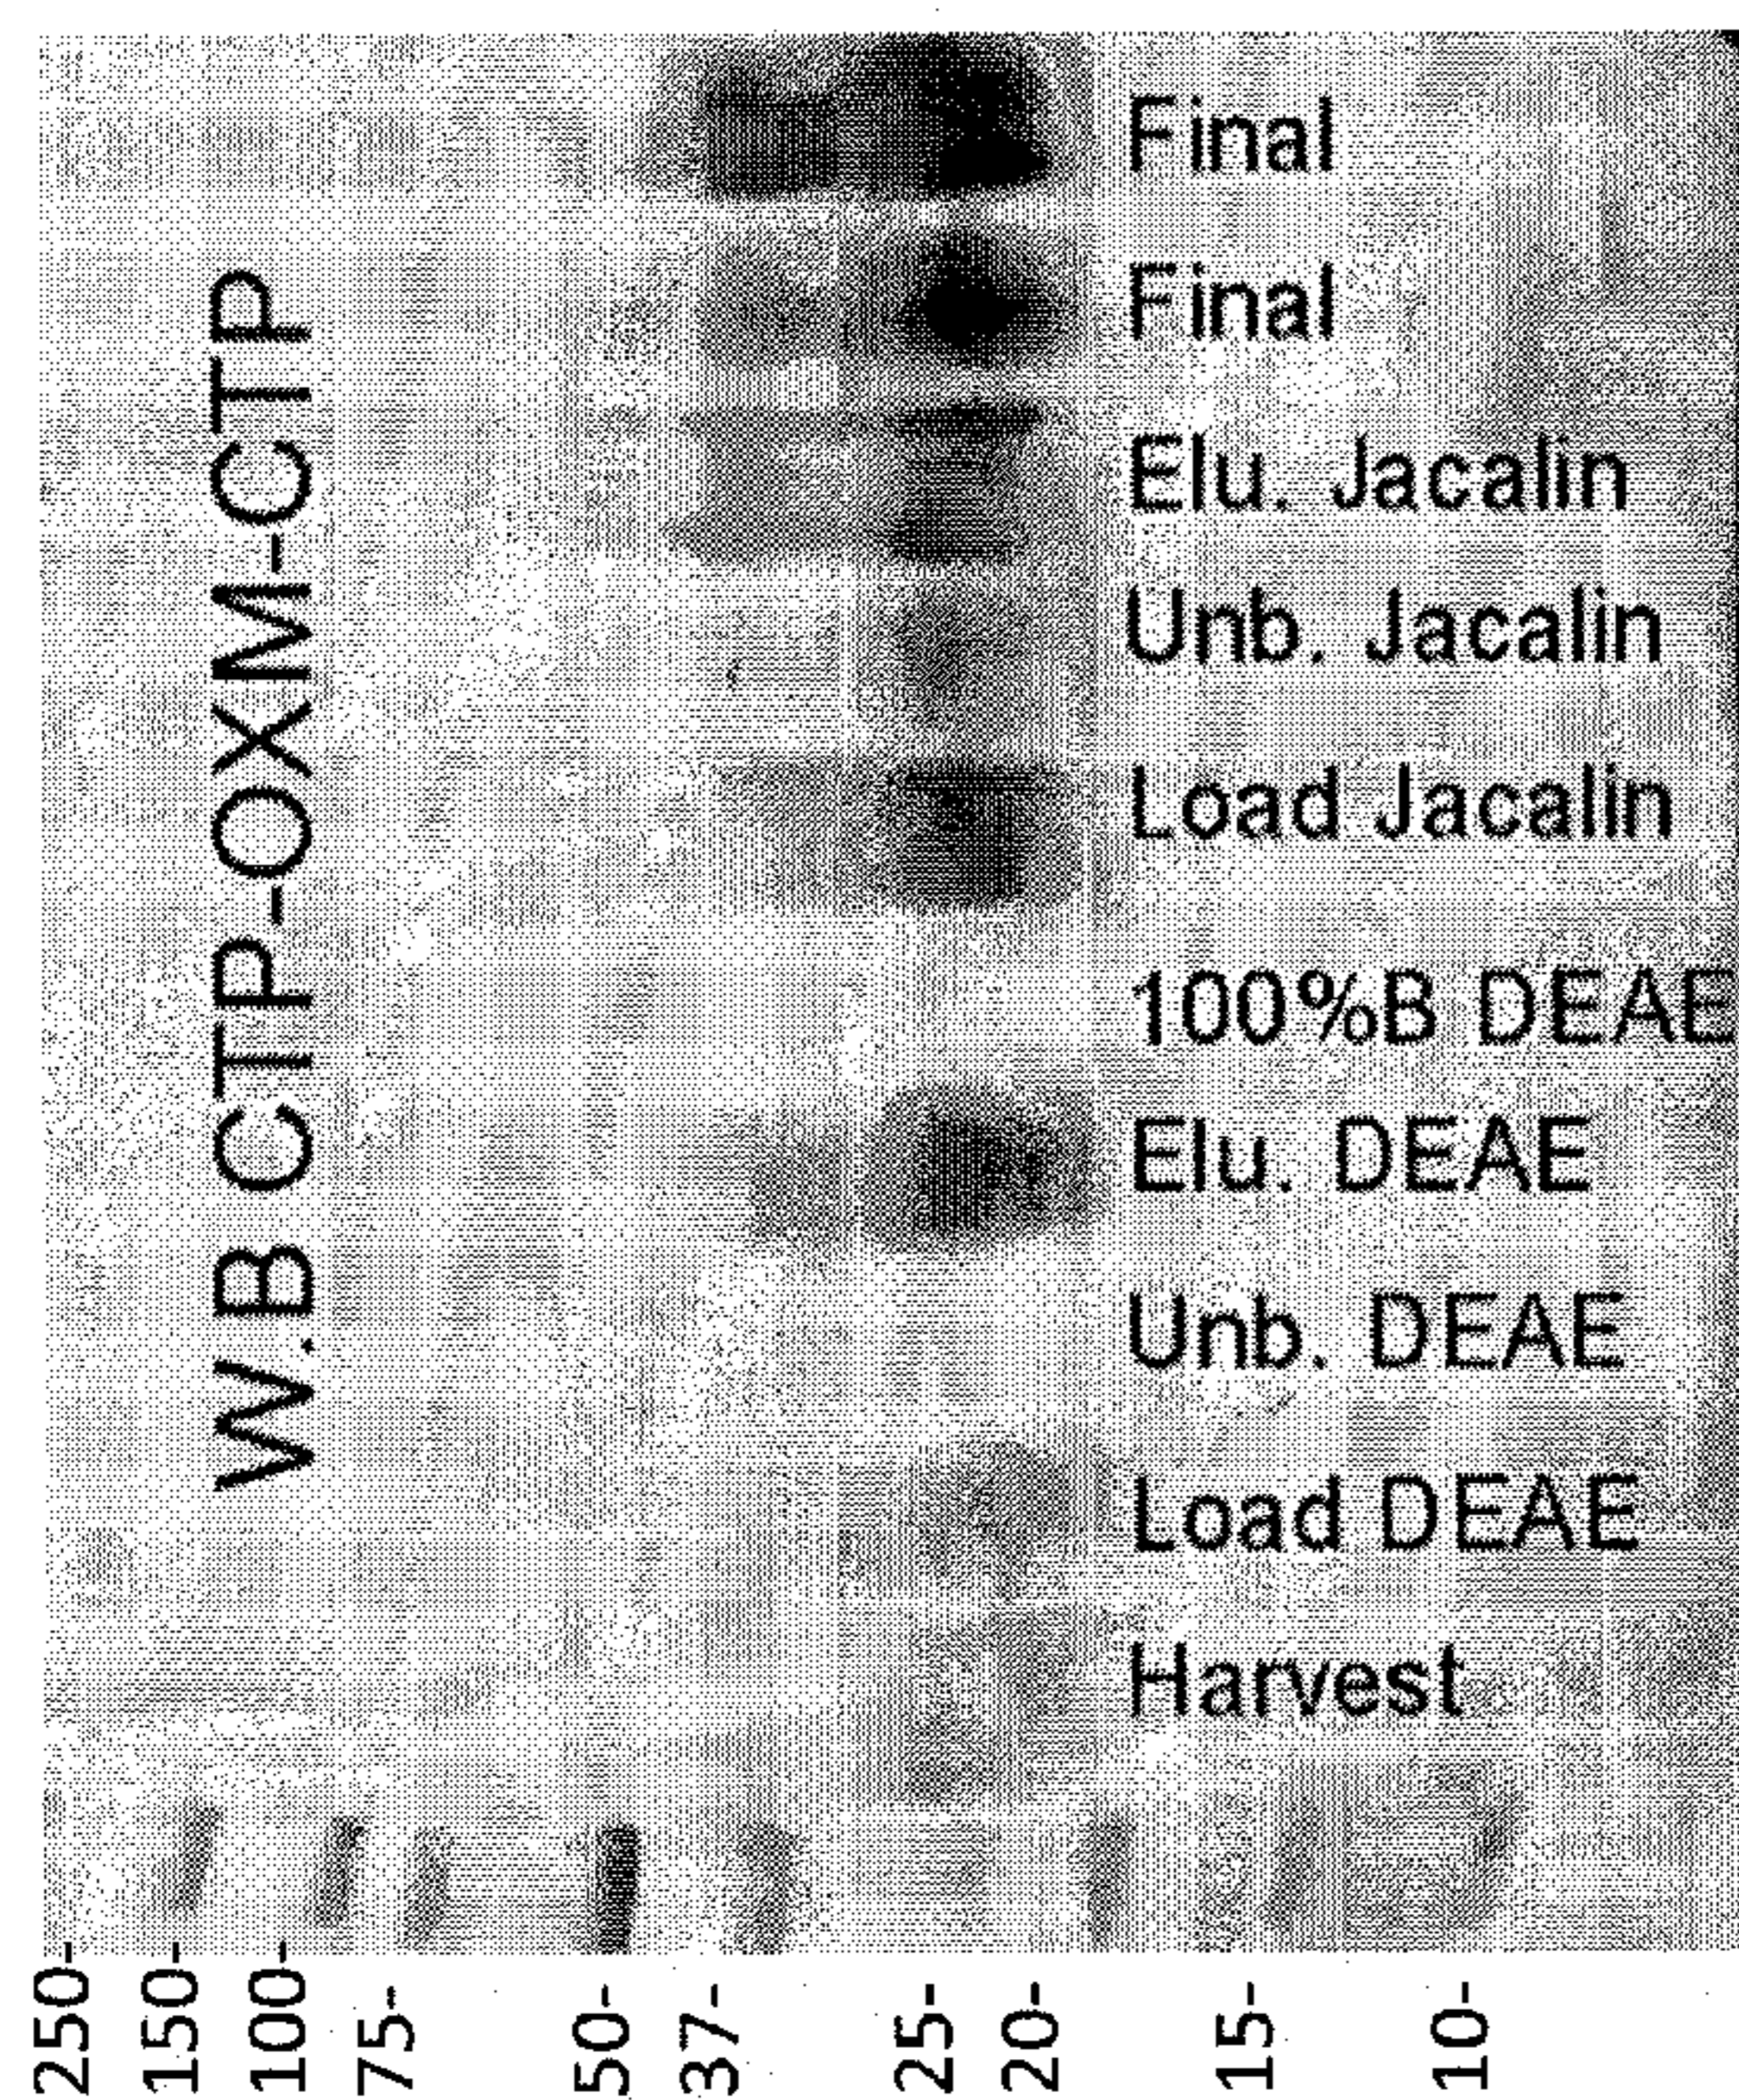 W.B CTP-OXM-CTP
250-
150-
100-
75-
50-
37-
25-
20-
15-
10-
Harvest
Load DEAE
Unb. DEAE
Elu. DEAE
100%B DEAE
Load Jacalin
Unb. Jacalin
Elu. Jacalin
Final
Final